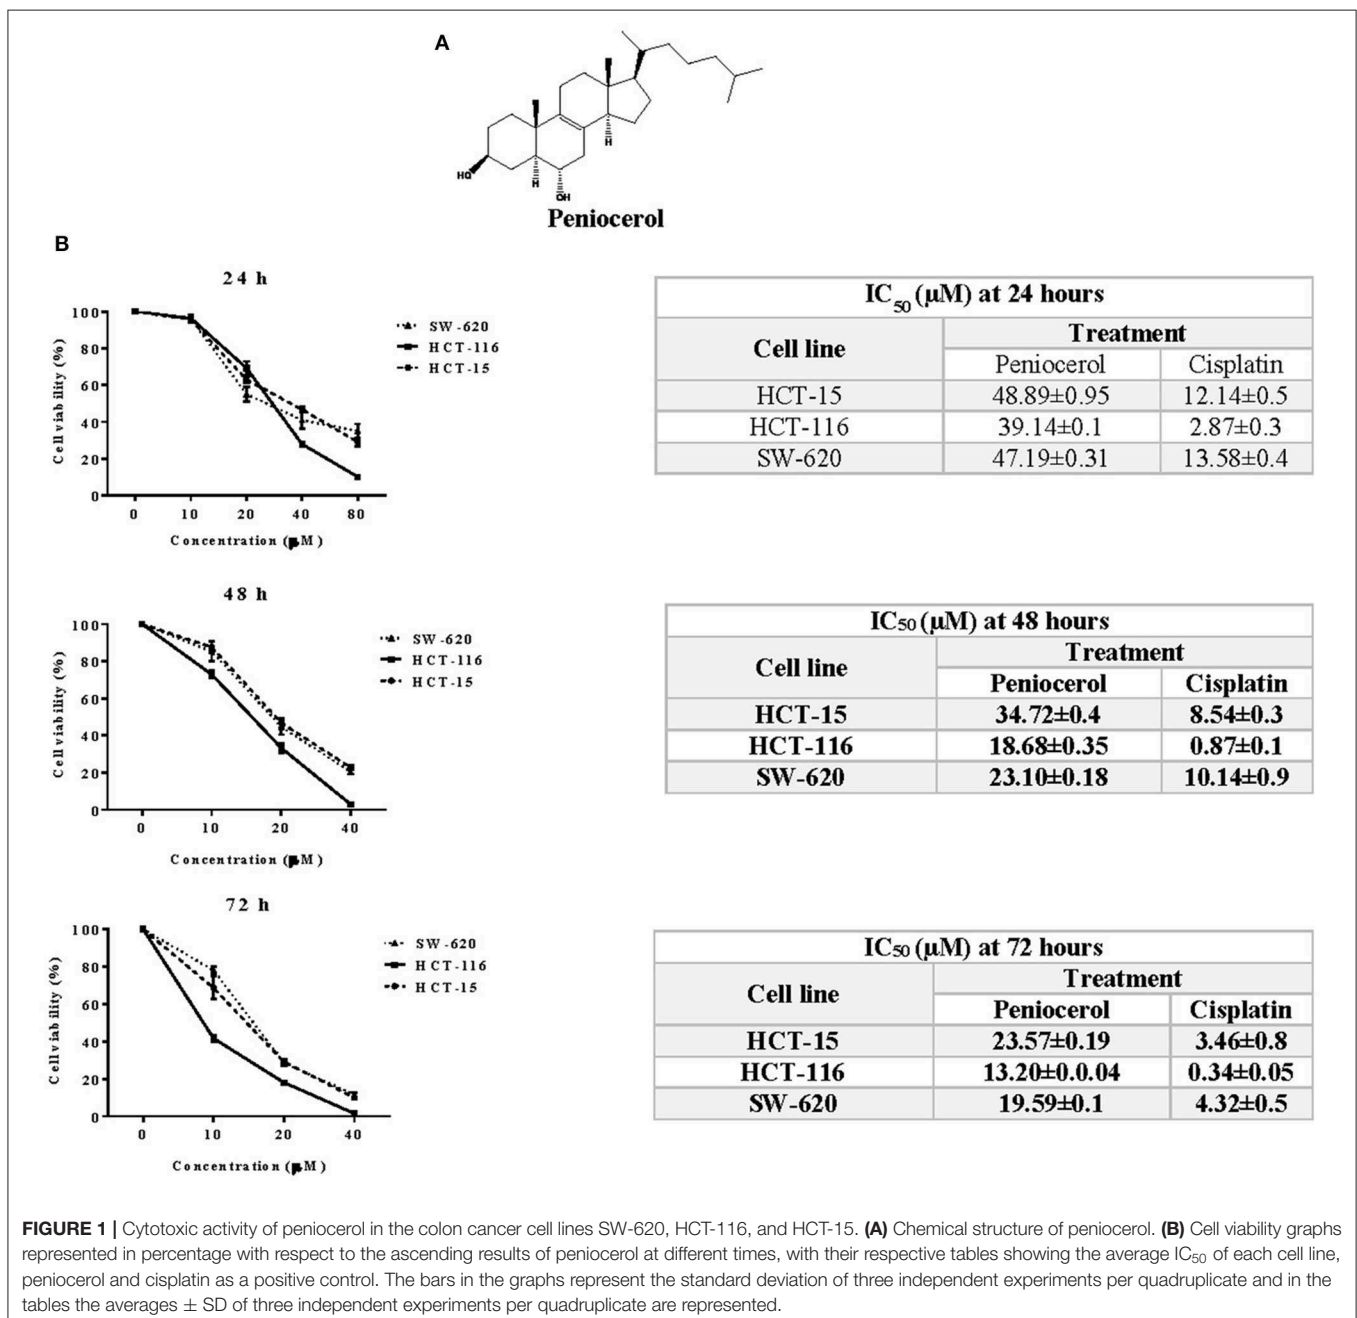 A
HO
H
H
OH
Peniocerol
B
24 h
100
80
60
40
20
0
Cell viability (%)
0 10 20 40 80
Concentration (μM)
SW-620
HCT-116
HCT-15
IC50 (μM) at 24 hours
Cell line
Treatment
Peniocerol Cisplatin
HCT-15 48.89±0.95 12.14±0.5
HCT-116 39.14±0.1 2.87±0.3
SW-620 47.19±0.31 13.58±0.4
48 h
100
80
60
40
20
0
Cell viability (%)
0 10 20 40
Concentration (μM)
SW-620
HCT-116
HCT-15
IC50 (μM) at 48 hours
Cell line
Treatment
Peniocerol Cisplatin
HCT-15 34.72±0.4 8.54±0.3
HCT-116 18.68±0.35 0.87±0.1
SW-620 23.10±0.18 10.14±0.9
72 h
100
80
60
40
20
0
Cell viability (%)
0 10 20 40
Concentration (μM)
SW-620
HCT-116
HCT-15
IC50 (μM) at 72 hours
Cell line
Treatment
Peniocerol Cisplatin
HCT-15 23.57±0.19 3.46±0.8
HCT-116 13.20±0.0.04 0.34±0.05
SW-620 19.59±0.1 4.32±0.5
FIGURE 1 | Cytotoxic activity of peniocerol in the colon cancer cell lines SW-620, HCT-116, and HCT-15. (A) Chemical structure of peniocerol. (B) Cell viability graphs
represented in percentage with respect to the ascending results of peniocerol at different times, with their respective tables showing the average IC50 of each cell line,
peniocerol and cisplatin as a positive control. The bars in the graphs represent the standard deviation of three independent experiments per quadruplicate and in the
tables the averages ± SD of three independent experiments per quadruplicate are represented.